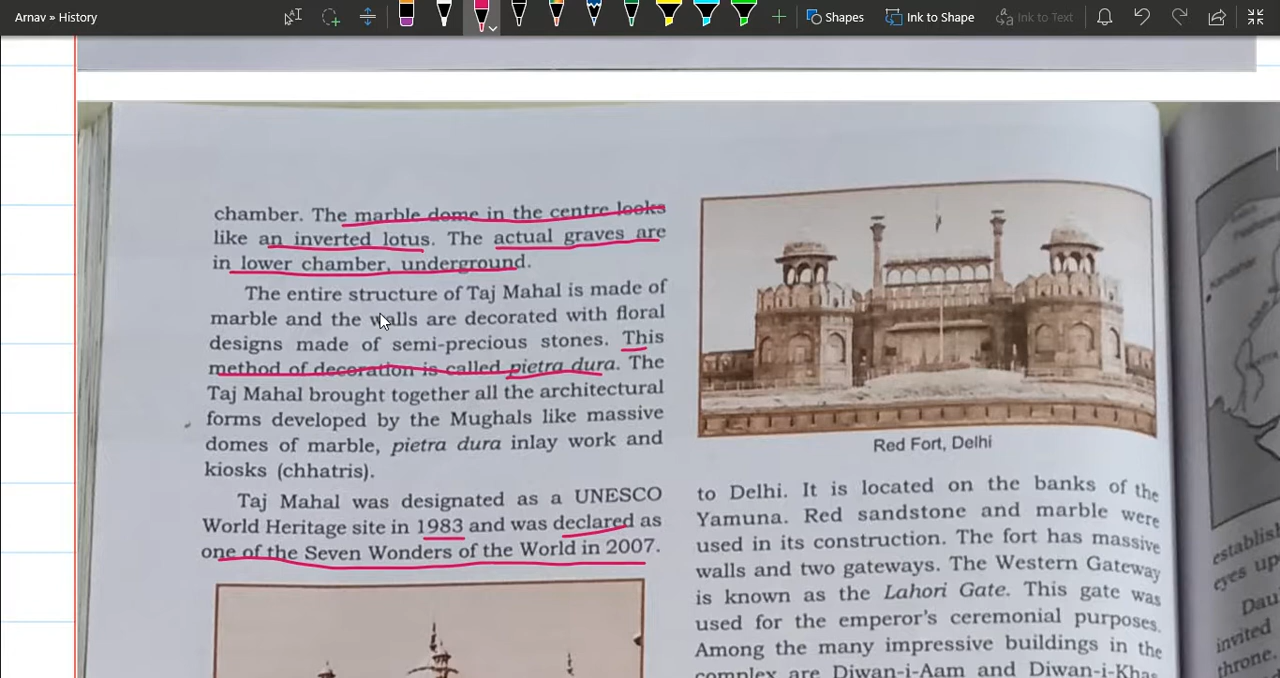 Arnav » History
Shapes
Ink to Shape
Ink to Text
chamber. The marble dome in the centre looks
like an inverted lotus. The actual graves are
in lower chamber, underground.
The entire structure of Taj Mahal is made of
marble and the walls are decorated with floral
designs made of semi-precious stones. This
method of decoration is called pietra dura. The
Taj Mahal brought together all the architectural
forms developed by the Mughals like massive
domes of marble, pietra dura inlay work and
kiosks (chhatris).
Taj Mahal was designated as a UNESCO
World Heritage site in 1983 and was declared as
one of the Seven Wonders of the World in 2007.
Red Fort, Delhi
to Delhi. It is located on the banks of the
Yamuna. Red sandstone and marble were
used in its construction. The fort has massive
walls and two gateways. The Western Gateway
is known as the Lahori Gate. This gate was
used for the emperor's ceremonial purposes.
Among the many impressive buildings in the
complex are Diwan-i-Aam and Diwan-i-Khas
eyes up
invited
throne,